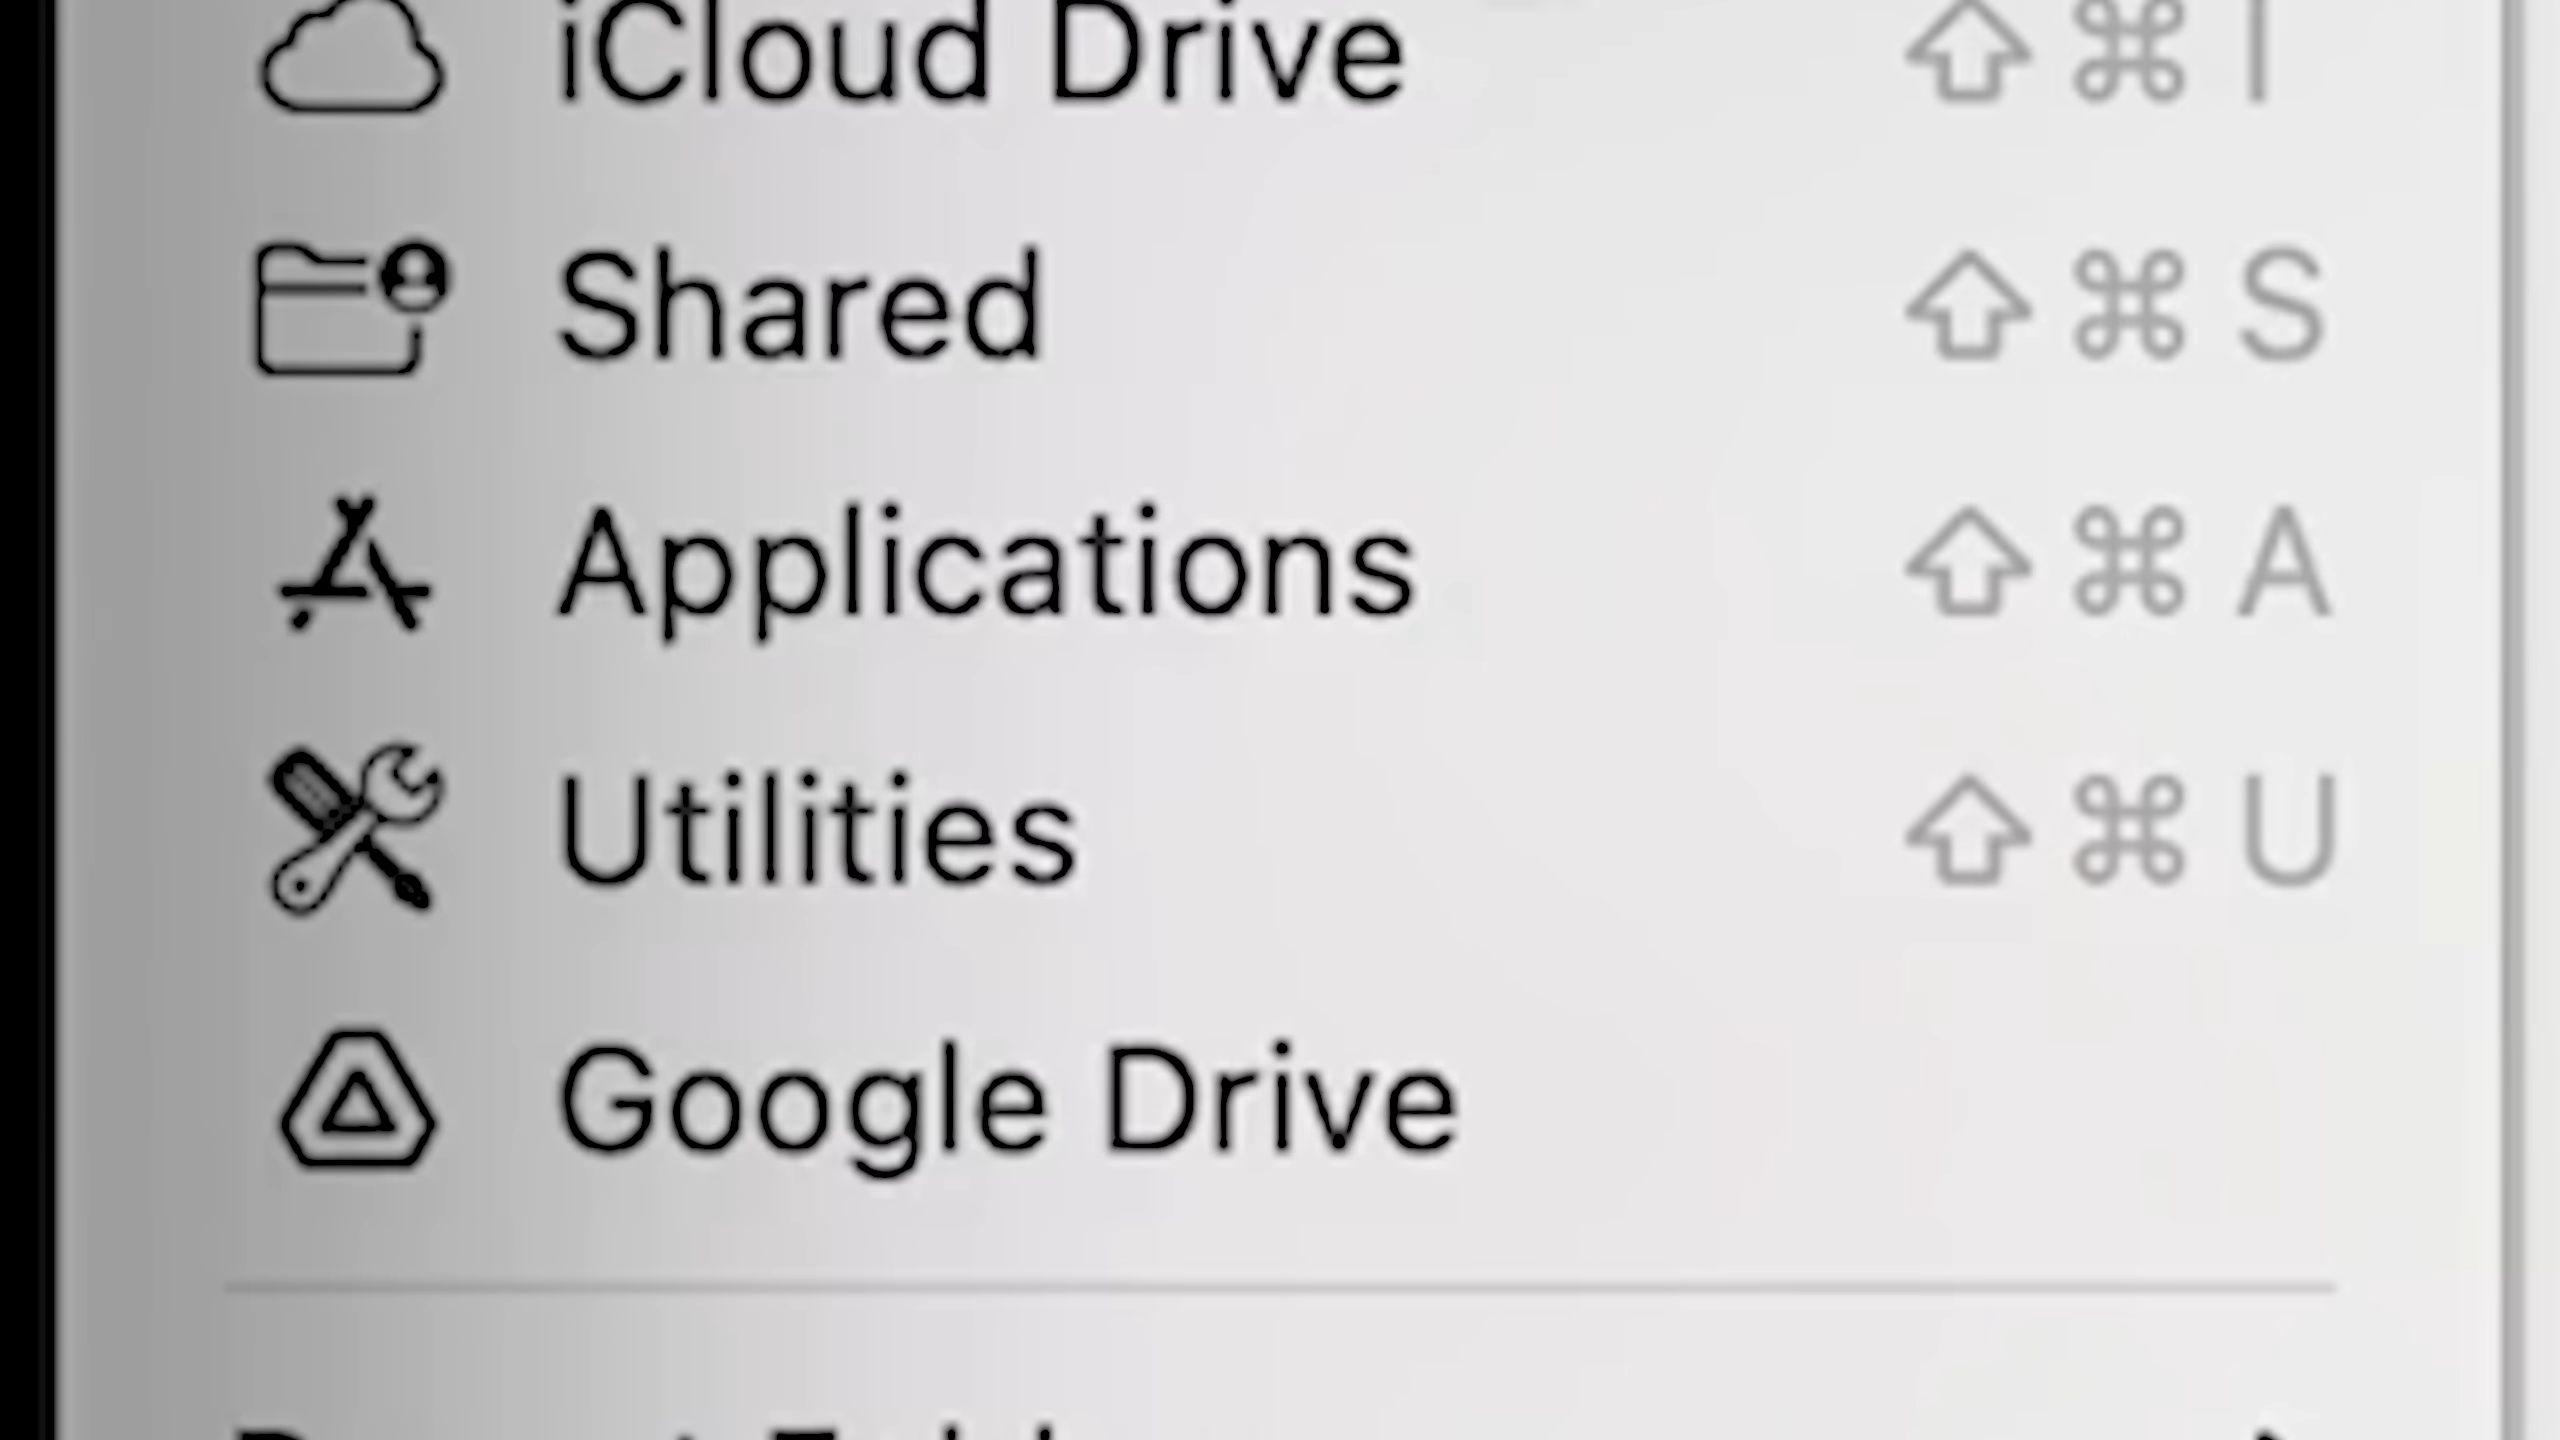 iCloud Drive ⇧⌘I
Shared ⇧⌘S
Applications ⇧⌘A
Utilities ⇧⌘U
Google Drive